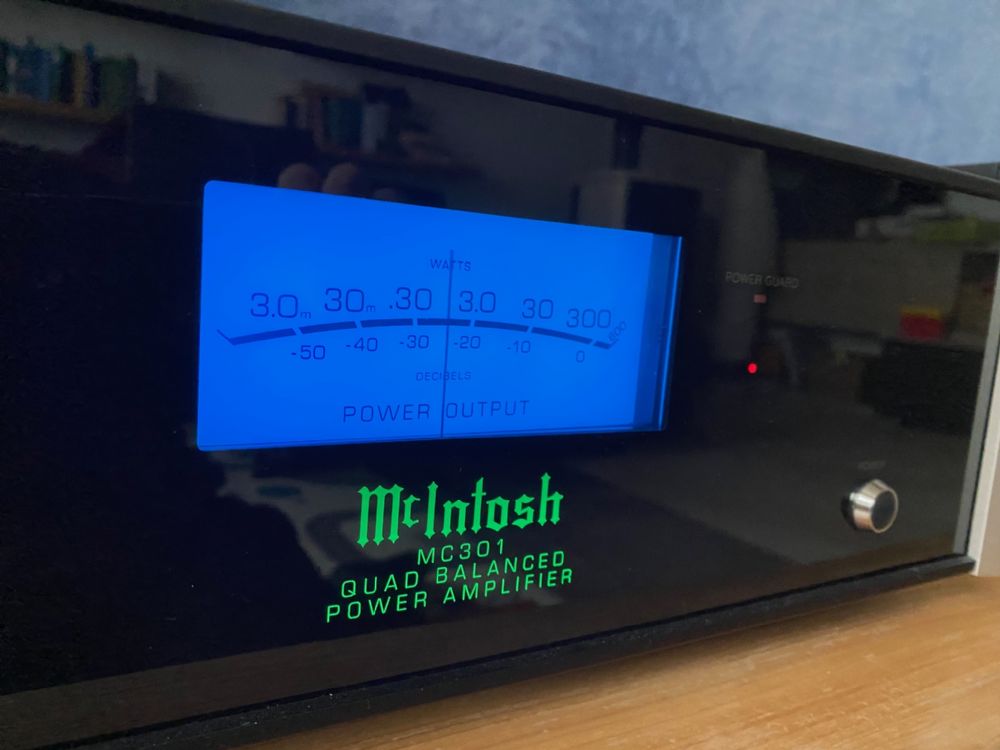 WATTS
3.0m 30m .30 3.0 30 300 600
-50 -40 -30 -20 -10 0
DECIBELS
POWER OUTPUT
POWER GUARD
McIntosh
MC301
QUAD BALANCED
POWER AMPLIFIER